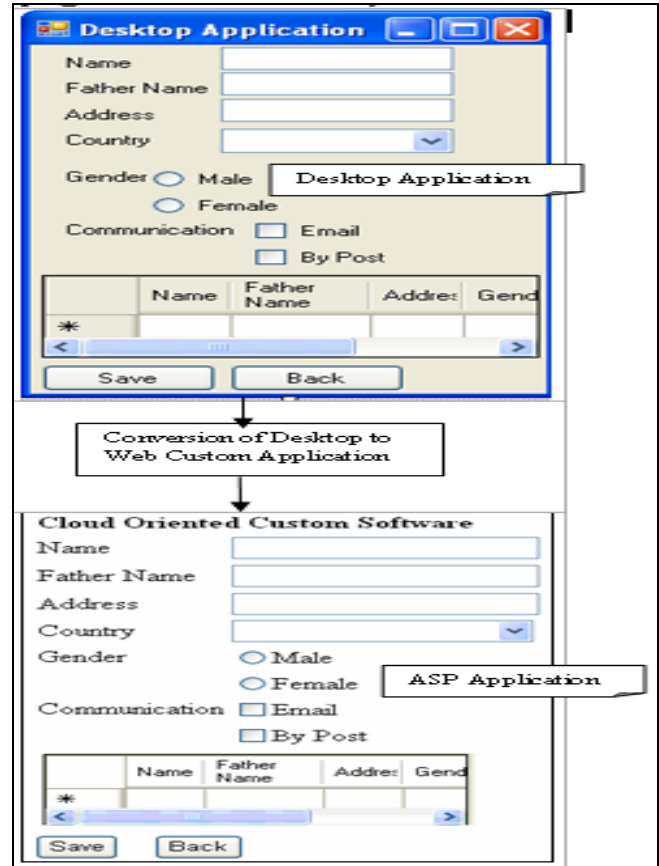 Desktop Application
Name
Father Name
Address
Country
Gender Male
Desktop Application
Female
Communication Email
By Post
Name Father Name Addres Gend
*
Save Back
Conversion of Desktop to
Web Custom Application
Cloud Oriented Custom Software
Name
Father Name
Address
Country
Gender Male
Female
ASP Application
Communication Email
By Post
Name Father Name Addres Gend
*
Save Back